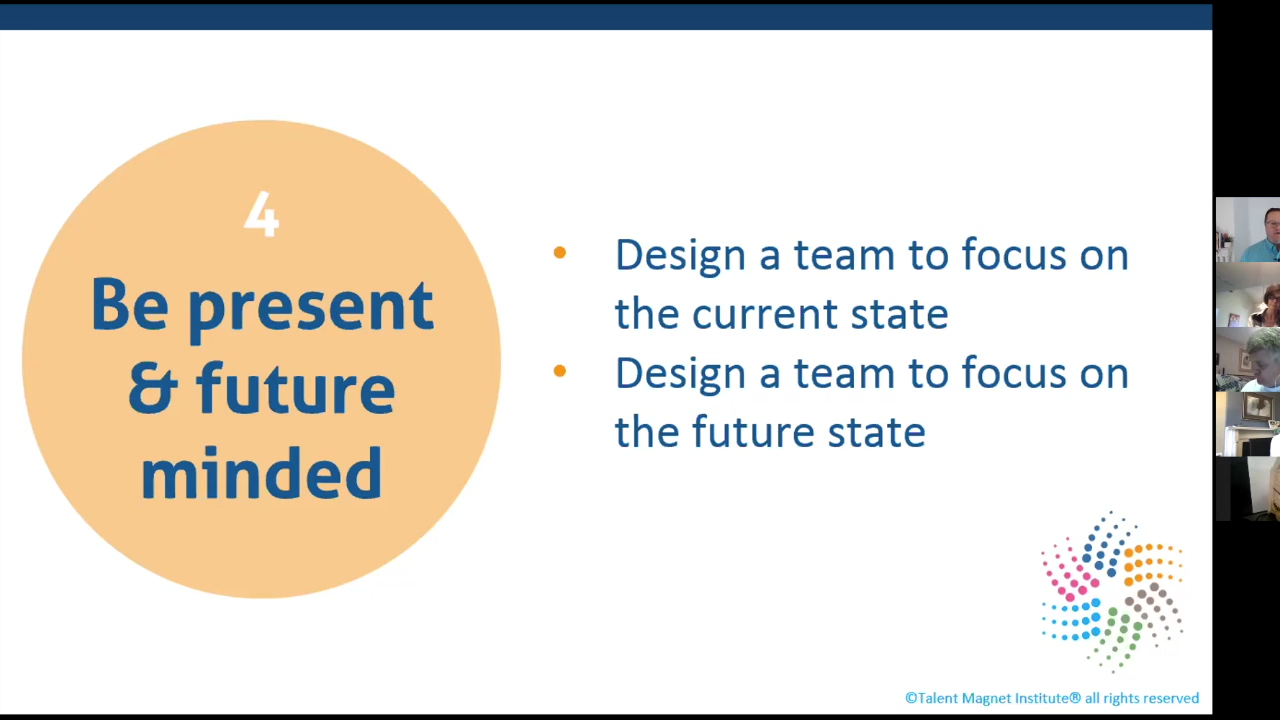 4
Be present
& future
minded
• Design a team to focus on
the current state
• Design a team to focus on
the future state
©Talent Magnet Institute® all rights reserved